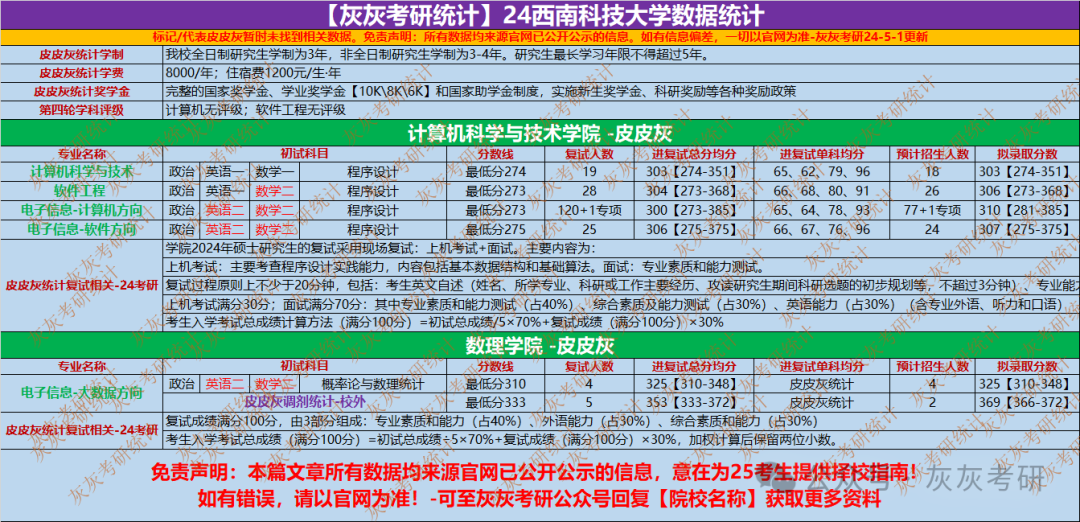 【灰灰考研统计】24西南科技大学数据统计
标记/代表皮皮灰暂时未找到相关数据。免责声明：所有数据均来源官网已公开公示的信息。如有信息偏差，一切以官网为准-灰灰考研24-5-1更新
皮皮灰统计学制 我校全日制研究生学制为3年，非全日制研究生学制为3-4年。研究生最长学习年限不得超过5年。
皮皮灰统计学费 8000/年；住宿费1200元/生·年
皮皮灰统计奖学金 完整的国家奖学金、学业奖学金【10K\8K\6K】和国家助学金制度，实施新生奖学金、科研奖励等各种奖励政策
第四轮学科评级 计算机无评级；软件工程无评级
计算机科学与技术学院 -皮皮灰
专业名称 初试科目 分数线 复试人数 进复试总分均分 进复试单科均分 预计招生人数 拟录取分数
计算机科学与技术 政治 英语一 数学一 程序设计 最低分274 19 303【274-351】 65、62、79、96 18 303【274-351】
软件工程 政治 英语一 数学二 程序设计 最低分273 28 304【273-368】 66、68、80、91 26 306【273-368】
电子信息-计算机方向 政治 英语二 数学二 程序设计 最低分273 120+1专项 300【273-385】 65、64、78、93 77+1专项 310【281-385】
电子信息-软件方向 政治 英语二 数学二 程序设计 最低分275 25 306【275-375】 66、67、76、96 24 307【275-375】
学院2024年硕士研究生的复试采用现场复试：上机考试+面试。主要内容为：
上机考试：主要考查程序设计实践能力，内容包括基本数据结构和基础算法。面试：专业素质和能力测试。
皮皮灰统计复试相关-24考研 复试过程原则上不少于20分钟，包括：考生英文自述（姓名、所学专业、科研或工作主要经历、攻读研究生期间科研选题的初步规划等，不超过3分钟）、专业能
上机考试满分30分；面试满分70分：其中专业素质和能力测试（占40%）、综合素质及能力测试（占30%）、英语能力（占30%）（含专业外语、听力和口语）
考生入学考试总成绩计算方法（满分100分）=初试总成绩/5×70%+复试成绩（满分100分）×30%
数理学院 -皮皮灰
专业名称 初试科目 分数线 复试人数 进复试总分均分 进复试单科均分 预计招生人数 拟录取分数
电子信息-大数据方向 政治 英语二 数学二 概率论与数理统计 最低分310 4 325【310-348】 皮皮灰统计 4 325【310-348】
皮皮灰调剂统计-校外 最低分333 5 353【333-372】 皮皮灰统计 2 369【366-372】
皮皮灰统计复试相关-24考研 复试成绩满分100分，由3部分组成：专业素质和能力（占40%）、外语能力（占30%）、综合素质和能力（占30%）
考生入学考试总成绩（满分100分）=初试总成绩÷5×70%+复试成绩（满分100分）×30%，加权计算后保留两位小数。
免责声明：本篇文章所有数据均来源官网已公开公示的信息，意在为25考生提供择校指南！
如有错误，请以官网为准！-可至灰灰考研公众号回复【院校名称】获取更多资料
公众号·灰灰考研